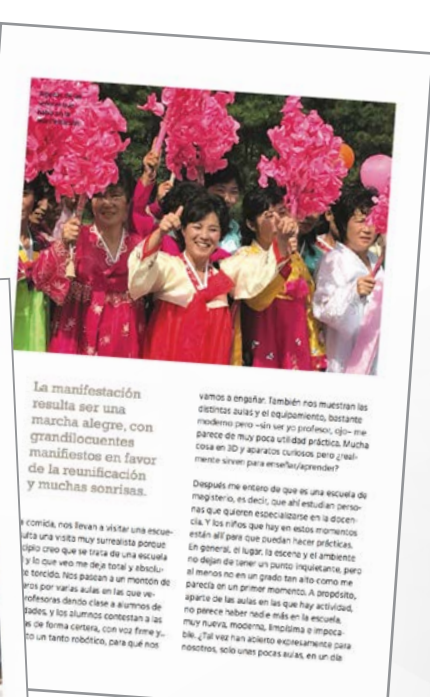 La manifestación
resulta ser una
marcha alegre, con
grandilocuentes
manifiestos en favor
de la reunificación
y muchas sonrisas.
comida, nos llevan a visitar una escue-
ulta una visita muy surrealista porque
cipio creo que se trata de una escuela
y lo que veo me deja total y absolu-
torcido. Nos pasean a un montón de
ros por varias aulas en las que ve-
rofesoras dando clase a alumnos de
dades, y los alumnos contestan a las
as de forma certera, con voz firme y
to un tanto robótico, para qué nos
vamos a engañar. También nos muestran las
distintas aulas y el equipamiento, bastante
moderno pero –sin ser yo profesor, ojo– me
parece de muy poca utilidad práctica. Mucha
cosa en 3D y aparatos curiosos pero ¿real-
mente sirven para enseñar/aprender?
Después me entero de que es una escuela de
magisterio, es decir, que ahí estudian perso-
nas que quieren especializarse en la docen-
cia. Y los niños que hay en estos momentos
están allí para que puedan hacer prácticas.
En general, el lugar, la escena y el ambiente
no dejan de tener un punto inquietante, pero
al menos no en un grado tan alto como me
parecía en un primer momento. A propósito,
aparte de las aulas en las que hay actividad,
no parece haber nadie más en la escuela,
muy nueva, moderna, limpísima e impeca-
ble. ¿Tal vez han abierto expresamente para
nosotros, solo unas pocas aulas, en un día